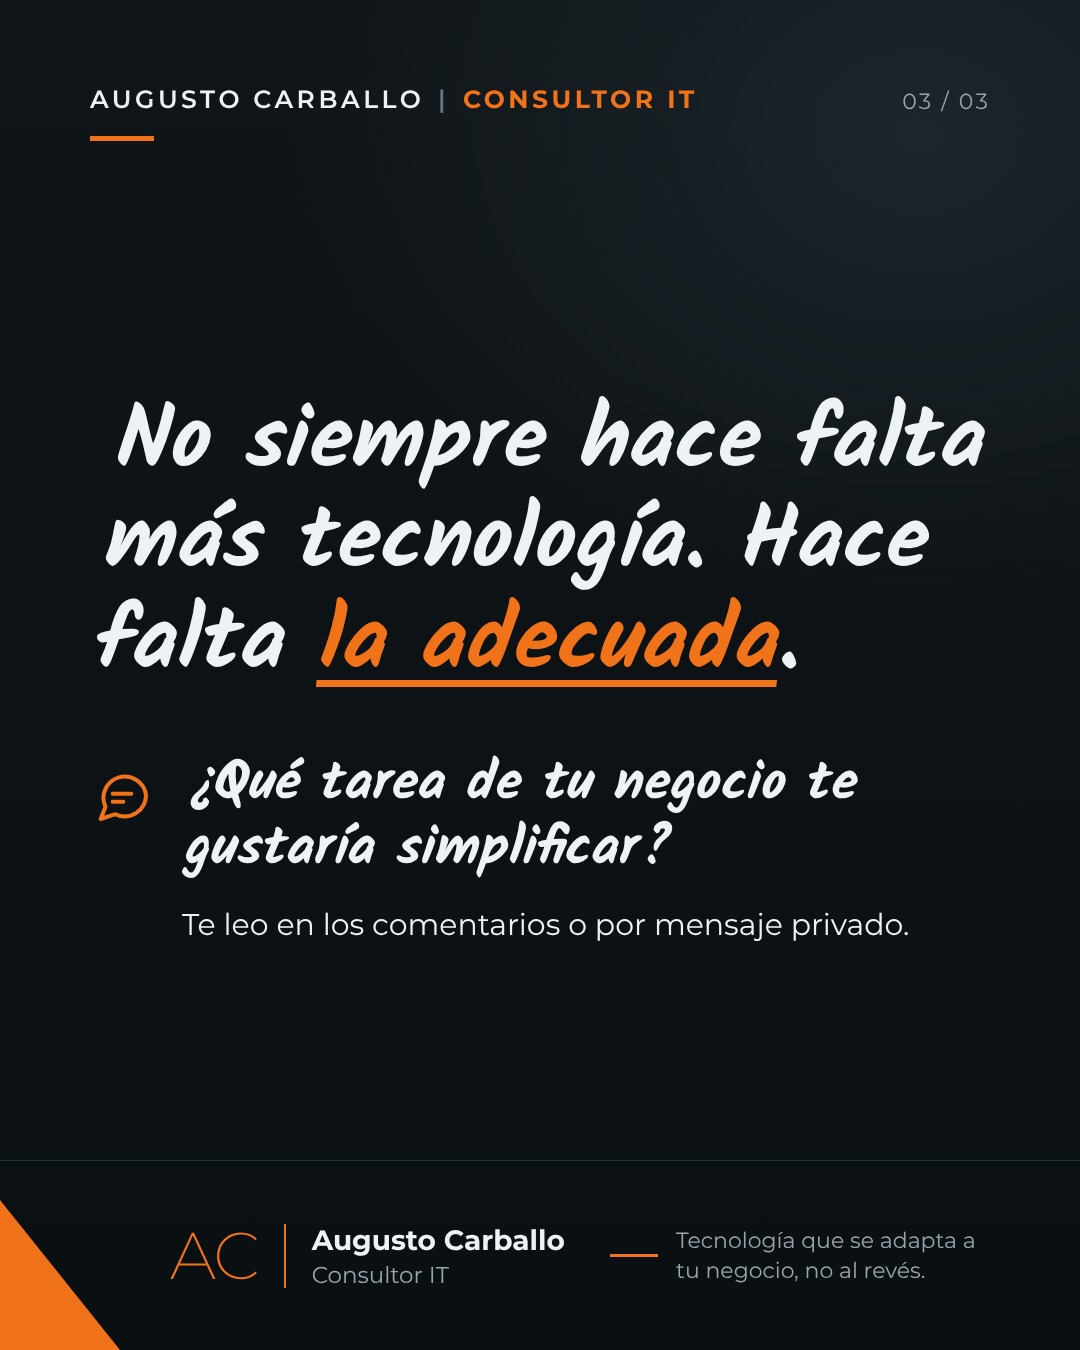 AUGUSTO CARBALLO | CONSULTOR IT
03 / 03
No siempre hace falta
más tecnología. Hace
falta la adecuada.
¿Qué tarea de tu negocio te
gustaría simplificar?
Te leo en los comentarios o por mensaje privado.
AC
Augusto Carballo
Consultor IT
Tecnología que se adapta a
tu negocio, no al revés.